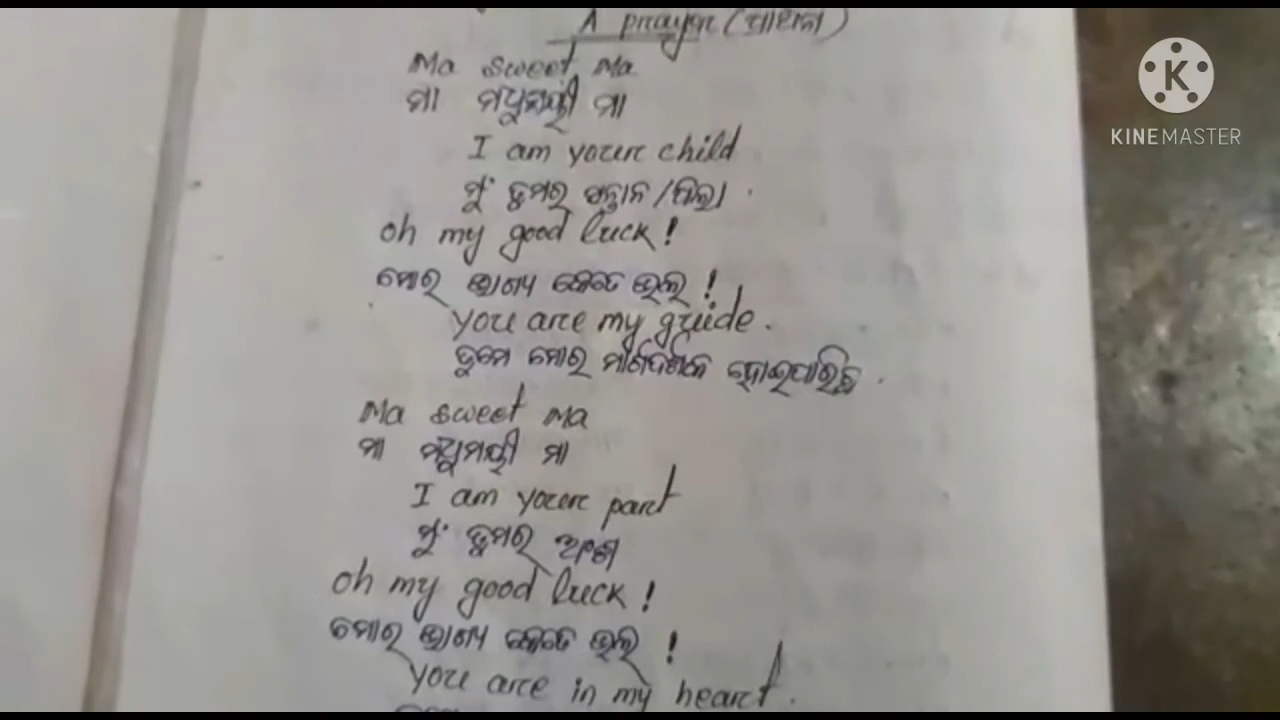 A prayer (ପ୍ରାର୍ଥନା)
Ma sweet Ma
ମା ମଧୁମୟୀ ମା
I am your child
ମୁଁ ତୁମର ସନ୍ତାନ/ପିଲା.
oh my good luck!
ମୋର ଭାଗ୍ୟ କେତେ ଭଲ!
you are my guide.
ତୁମେ ମୋର ମାର୍ଗଦର୍ଶକ ହୋଇପାରିଛ.
Ma sweet Ma
ମା ମଧୁମୟୀ ମା
I am your part
ମୁଁ ତୁମର ଅଂଶ
oh my good luck!
ମୋର ଭାଗ୍ୟ କେତେ ଭଲ!
you are in my heart.
KINEMASTER